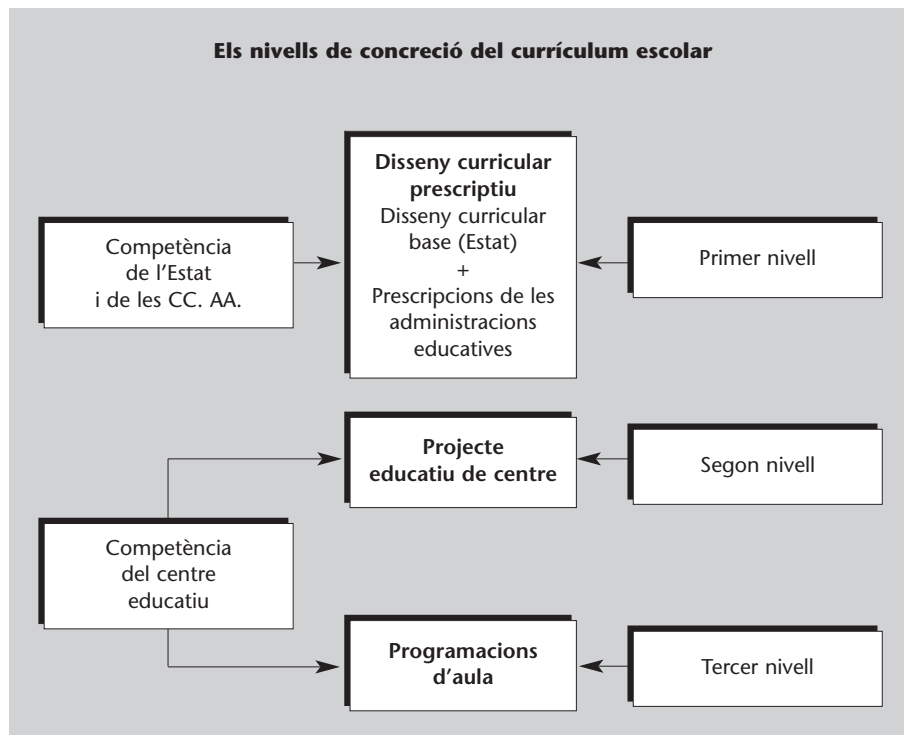 Els nivells de concreció del currículum escolar
Disseny curricular
prescriptiu
Disseny curricular
base (Estat)
+
Prescripcions de les
administracions
educatives
Competència
de l'Estat
i de les CC. AA.
Primer nivell
Projecte
educatiu de centre
Segon nivell
Competència
del centre
educatiu
Programacions
d'aula
Tercer nivell